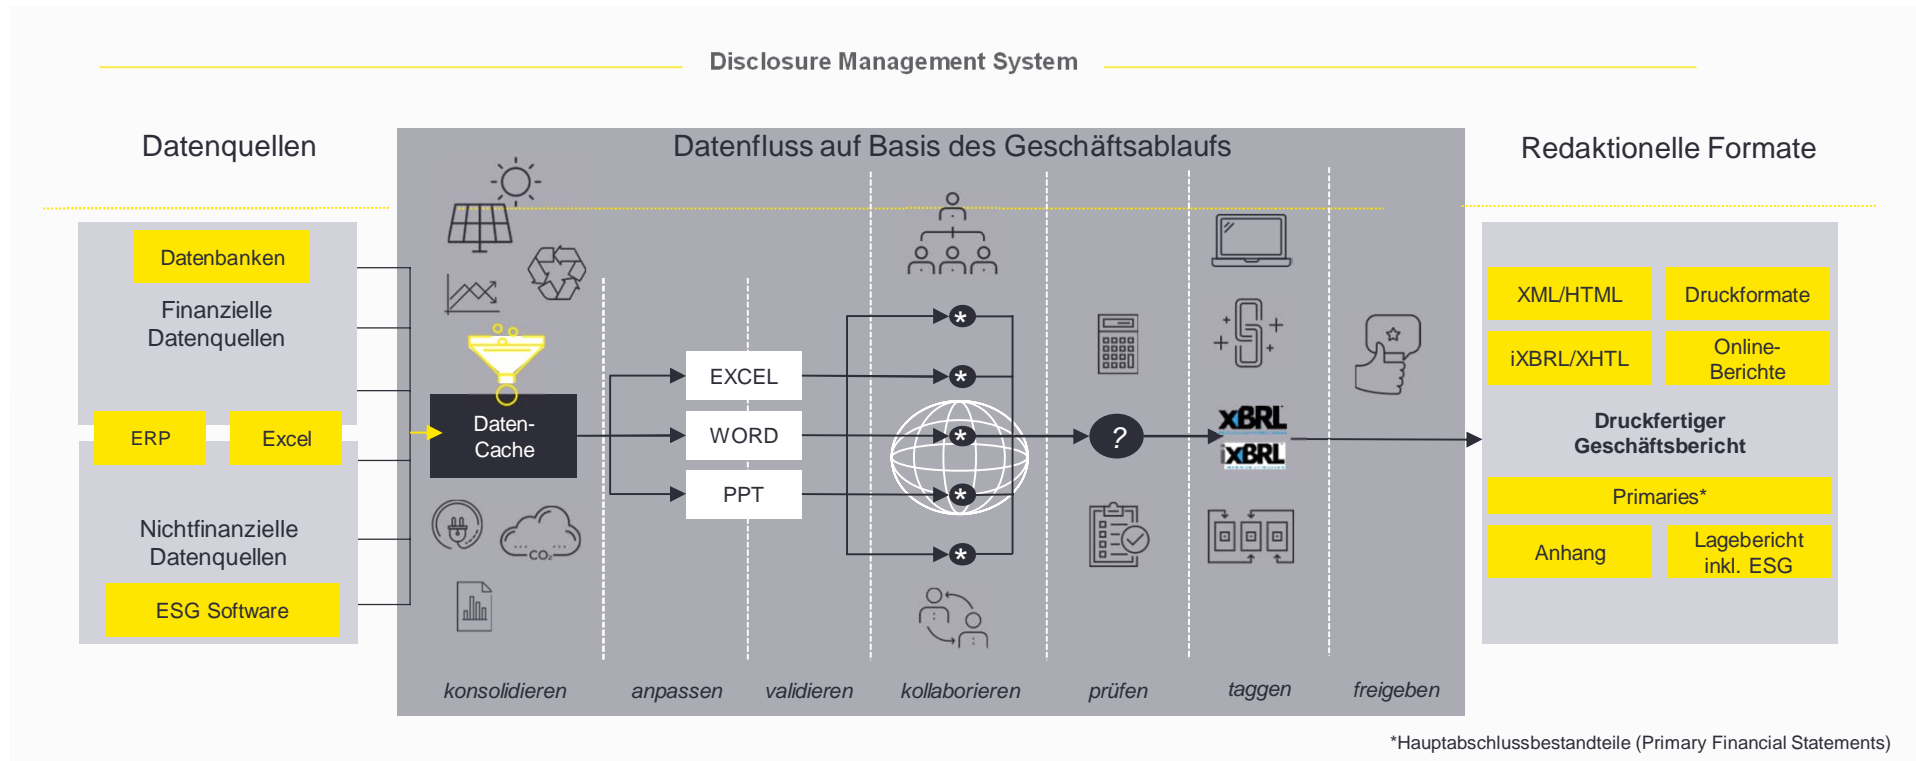 Disclosure Management System
Datenquellen
Datenfluss auf Basis des Geschäftsablaufs
Redaktionelle Formate
Datenbanken
Finanzielle
Datenquellen
ERP
Excel
Nichtfinanzielle
Datenquellen
ESG Software
Daten-
Cache
CO₂
EXCEL
WORD
PPT
*
*
*
*
*
?
XBRL
iXBRL
konsolidieren
anpassen
validieren
kollaborieren
prüfen
taggen
freigeben
XML/HTML
Druckformate
iXBRL/XHTL
Online-
Berichte
Druckfertiger
Geschäftsbericht
Primaries*
Anhang
Lagebericht
inkl. ESG
*Hauptabschlussbestandteile (Primary Financial Statements)